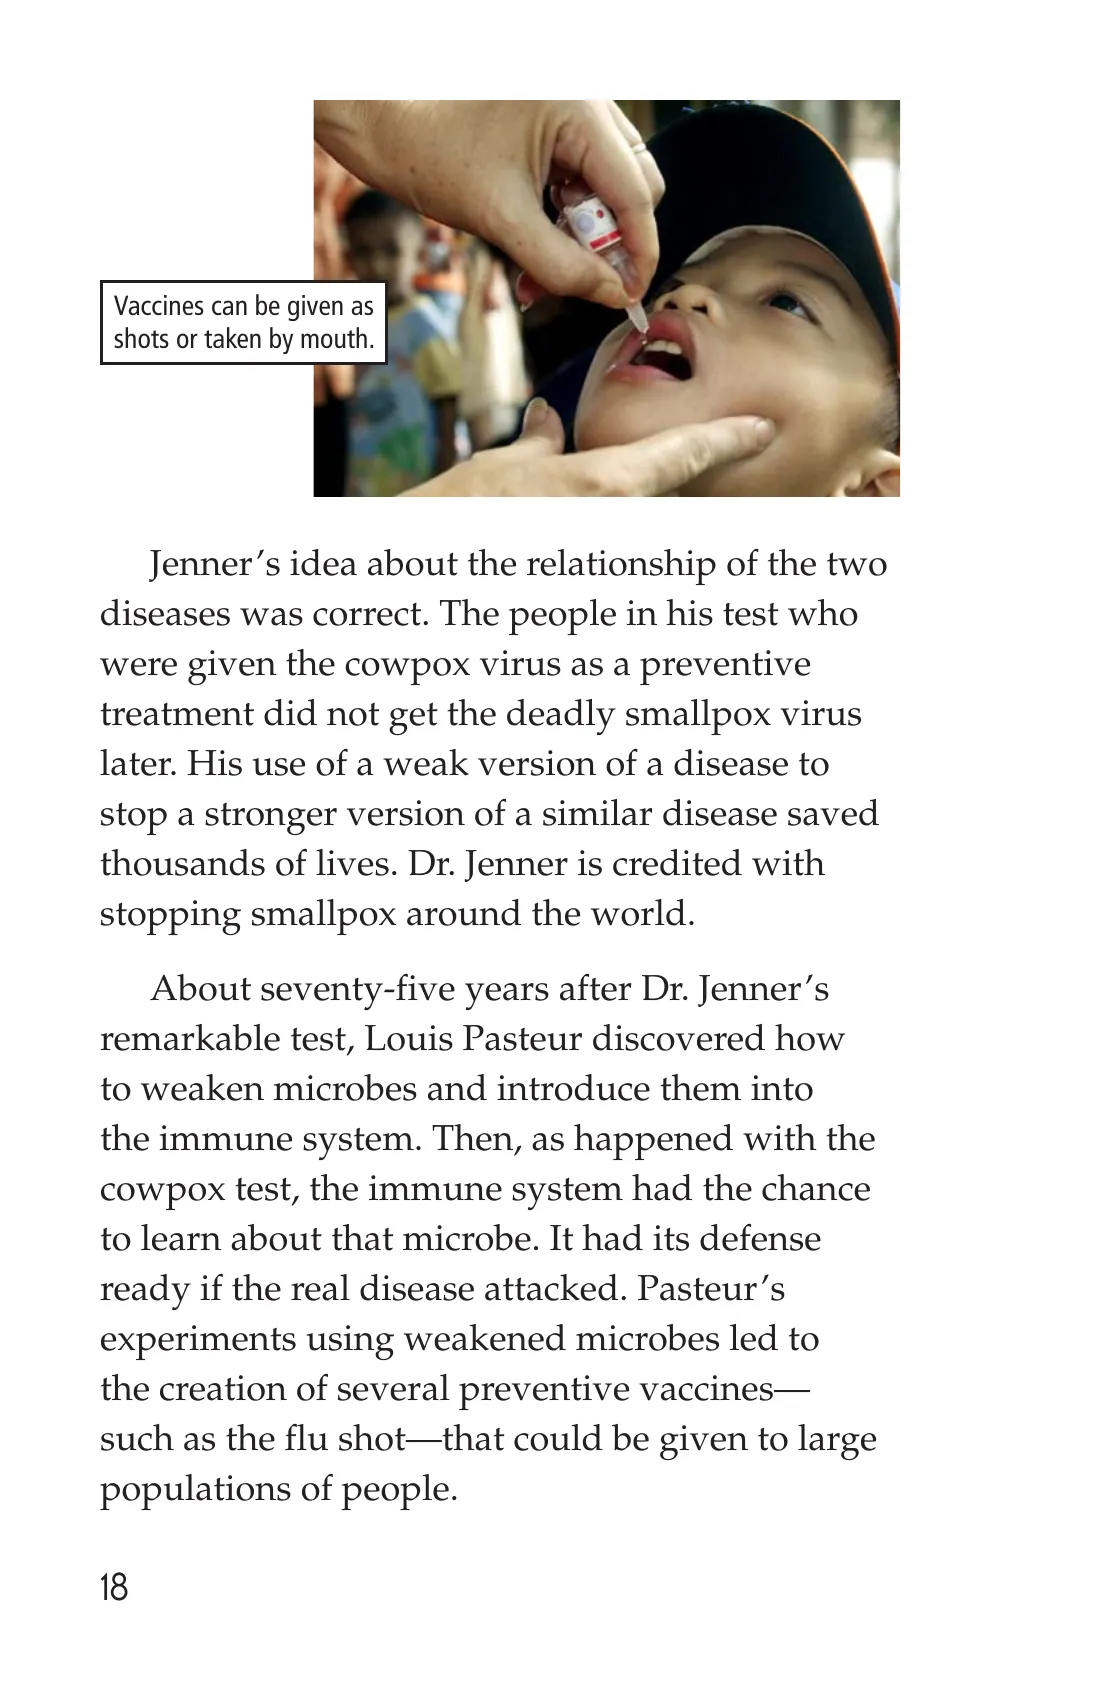 Vaccines can be given as
shots or taken by mouth.
Jenner’s idea about the relationship of the two
diseases was correct. The people in his test who
were given the cowpox virus as a preventive
treatment did not get the deadly smallpox virus
later. His use of a weak version of a disease to
stop a stronger version of a similar disease saved
thousands of lives. Dr. Jenner is credited with
stopping smallpox around the world.
About seventy-five years after Dr. Jenner’s
remarkable test, Louis Pasteur discovered how
to weaken microbes and introduce them into
the immune system. Then, as happened with the
cowpox test, the immune system had the chance
to learn about that microbe. It had its defense
ready if the real disease attacked. Pasteur’s
experiments using weakened microbes led to
the creation of several preventive vaccines—
such as the flu shot—that could be given to large
populations of people.
18